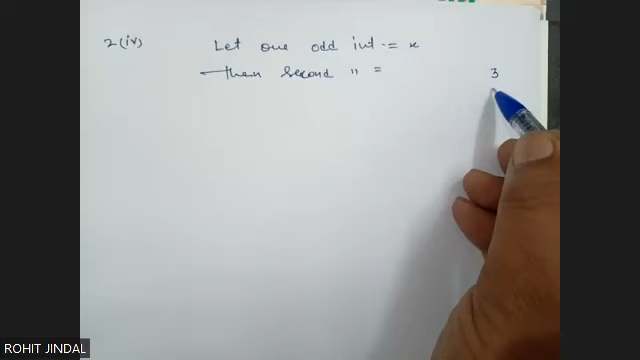 2(iv) Let one odd int. = x
Then second " =
3
ROHIT JINDAL